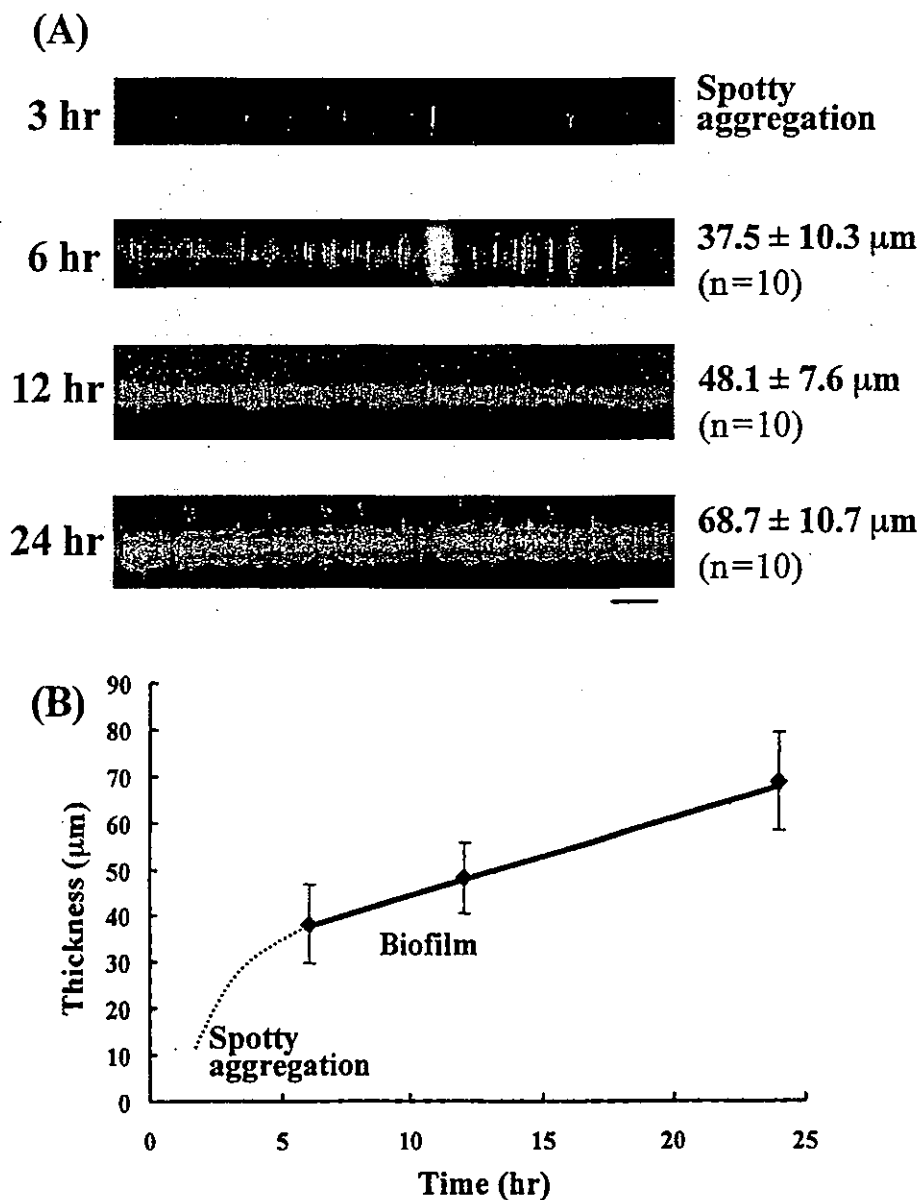 (A)
3 hr
Spotty
aggregation
6 hr
37.5 ± 10.3 μm
(n=10)
12 hr
48.1 ± 7.6 μm
(n=10)
24 hr
68.7 ± 10.7 μm
(n=10)
(B)
90
80
70
60
50
40
30
20
10
0
Thickness (μm)
Biofilm
Spotty
aggregation
0 5 10 15 20 25
Time (hr)